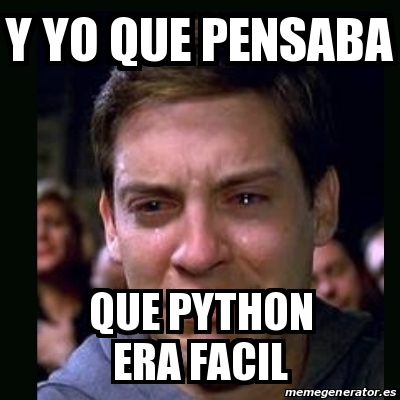 Y YO QUE PENSABA
QUE PYTHON
ERA FACIL
memegenerator.es